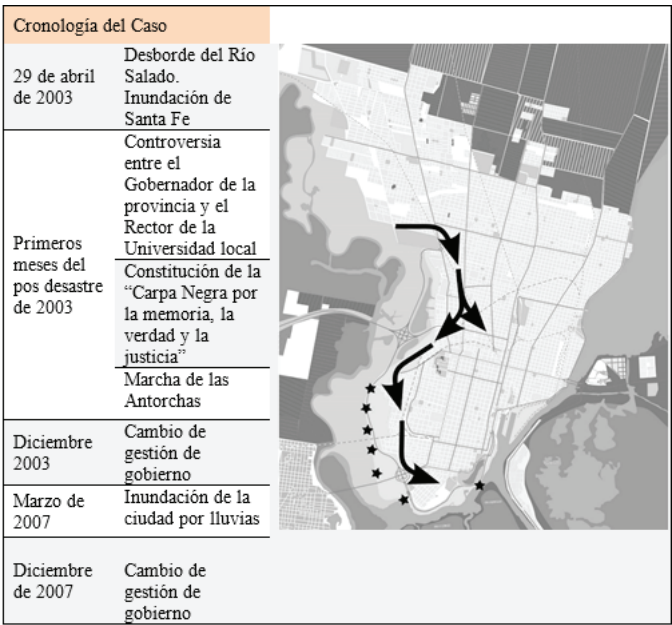 Cronología del Caso
29 de abril
de 2003
Desborde del Río
Salado.
Inundación de
Santa Fe
Primeros
meses del
pos desastre
de 2003
Controversia
entre el
Gobernador de la
provincia y el
Rector de la
Universidad local
Constitución de la
“Carpa Negra por
la memoria, la
verdad y la
justicia”
Marcha de las
Antorchas
Diciembre
2003
Cambio de
gestión de
gobierno
Marzo de
2007
Inundación de la
ciudad por lluvias
Diciembre
de 2007
Cambio de
gestión de
gobierno